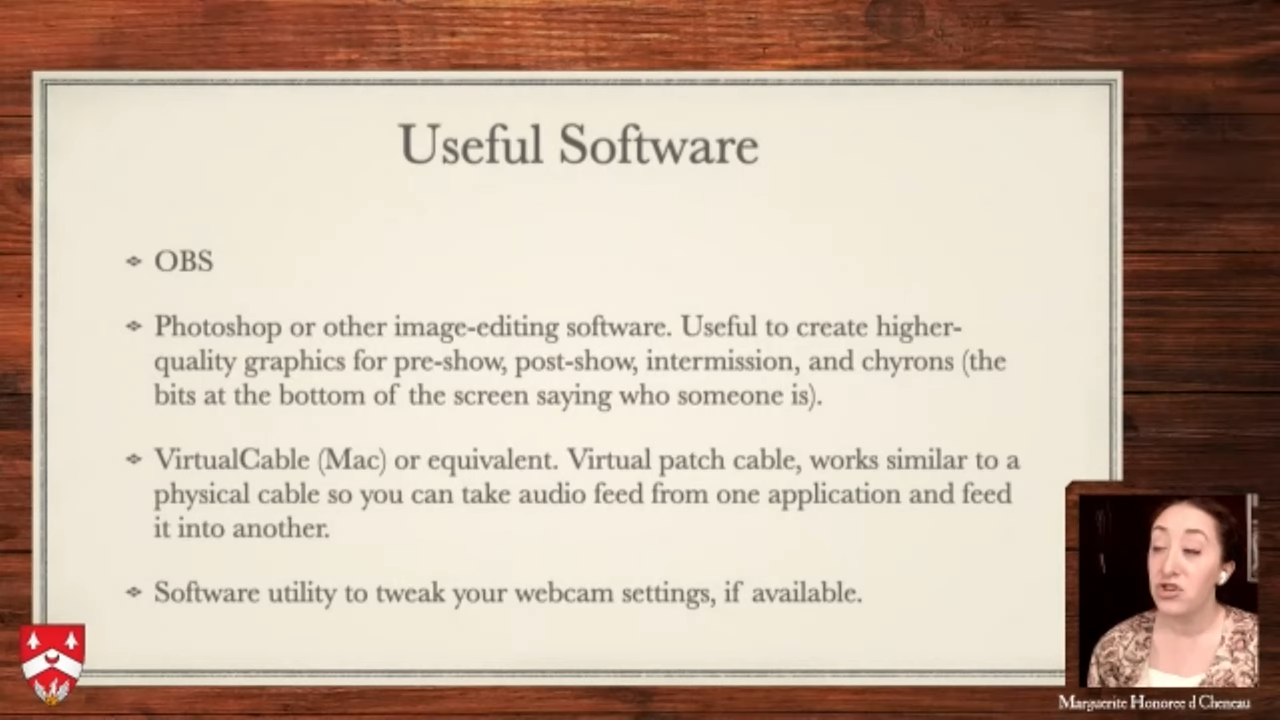 Useful Software
OBS
Photoshop or other image-editing software. Useful to create higher-
quality graphics for pre-show, post-show, intermission, and chyrons (the
bits at the bottom of the screen saying who someone is).
VirtualCable (Mac) or equivalent. Virtual patch cable, works similar to a
physical cable so you can take audio feed from one application and feed
it into another.
Software utility to tweak your webcam settings, if available.
Marguerite Honoree d Cheneau